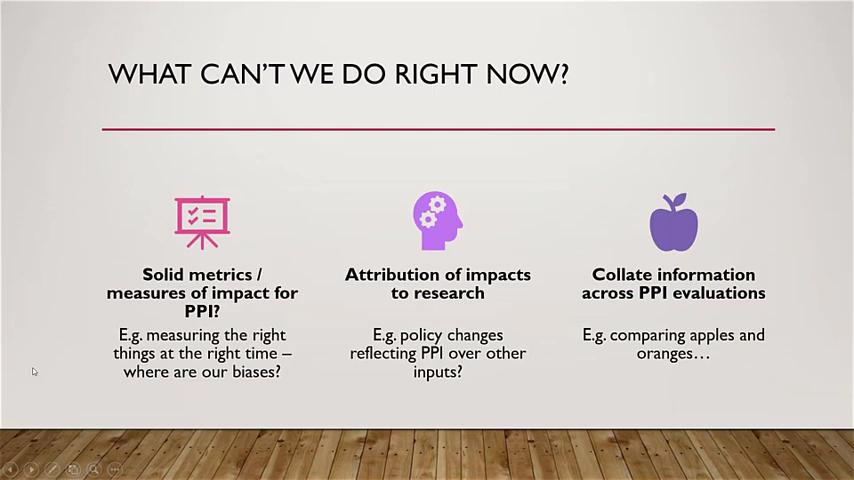 WHAT CAN'T WE DO RIGHT NOW?
Solid metrics /
measures of impact for
PPI?
E.g. measuring the right
things at the right time –
where are our biases?
Attribution of impacts
to research
E.g. policy changes
reflecting PPI over other
inputs?
Collate information
across PPI evaluations
E.g. comparing apples and
oranges…